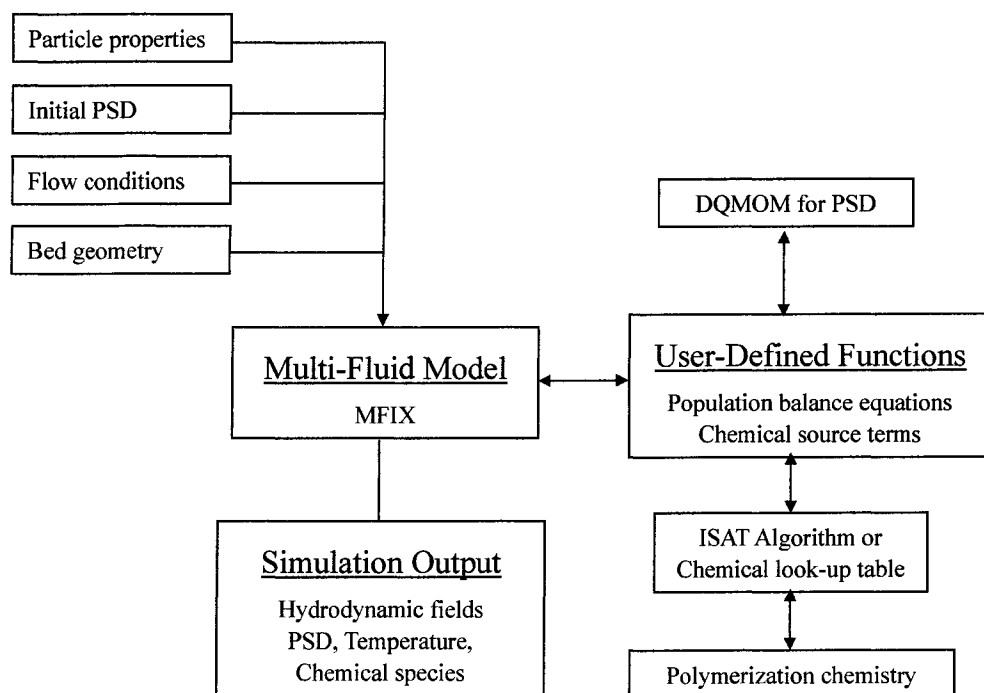 Particle properties
Initial PSD
Flow conditions
Bed geometry
Multi-Fluid Model
MFIX
Simulation Output
Hydrodynamic fields
PSD, Temperature,
Chemical species
DQMOM for PSD
User-Defined Functions
Population balance equations
Chemical source terms
ISAT Algorithm or
Chemical look-up table
Polymerization chemistry